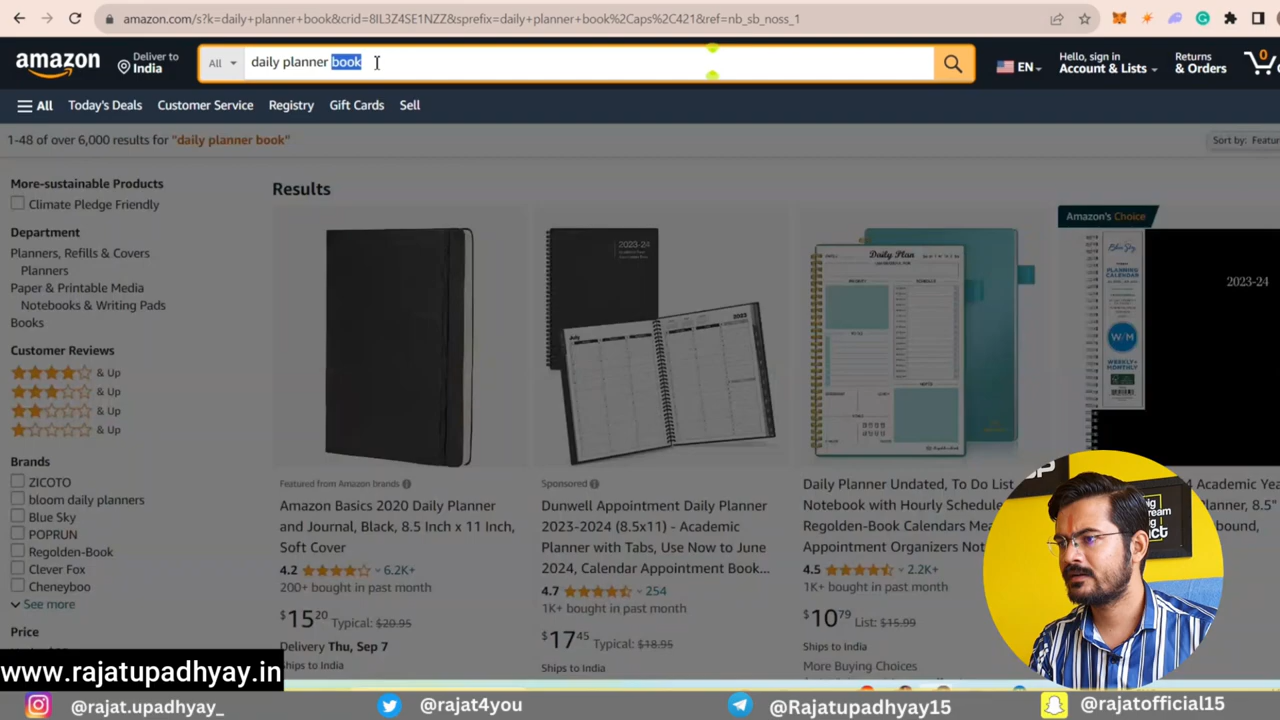 amazon.com/s?k=daily+planner+book&crid=8IL3Z4SE1NZZ&sprefix=daily+planner+book%2Caps%2C421&ref=nb_sb_noss_1
amazon
Deliver to
India
All
daily planner book
EN
Hello, sign in
Account & Lists
Returns
& Orders
0
All
Today's Deals
Customer Service
Registry
Gift Cards
Sell
1-48 of over 6,000 results for "daily planner book"
Sort by: Featur
More-sustainable Products
Climate Pledge Friendly
Department
Planners, Refills & Covers
Planners
Paper & Printable Media
Notebooks & Writing Pads
Books
Customer Reviews
& Up
& Up
& Up
& Up
Brands
ZICOTO
bloom daily planners
Blue Sky
POPRUN
Regolden-Book
Clever Fox
Cheneyboo
See more
Price
Results
Featured from Amazon brands
Amazon Basics 2020 Daily Planner
and Journal, Black, 8.5 Inch x 11 Inch,
Soft Cover
4.2 6.2K+
200+ bought in past month
$15 20 Typical: $20.95
Delivery Thu, Sep 7
Ships to India
2023-24
July
2023
Sponsored
Dunwell Appointment Daily Planner
2023-2024 (8.5x11) - Academic
Planner with Tabs, Use Now to June
2024, Calendar Appointment Book...
4.7 254
1K+ bought in past month
$17 45 Typical: $18.95
Ships to India
Daily Plan
Daily Planner Undated, To Do List
Notebook with Hourly Schedule
Regolden-Book Calendars Mea
Appointment Organizers Not
4.5 2.2K+
1K+ bought in past month
$10 79 List: $15.99
Ships to India
More Buying Choices
Amazon's Choice
Blue Sky
PLANNING
CALENDAR
W/M
WEEKLY+
MONTHLY
2023-24
4 Academic Yea
Planner, 8.5"
ound,
www.rajatupadhyay.in
@rajat.upadhyay_
@rajat4you
@Rajatupadhyay15
@rajatofficial15